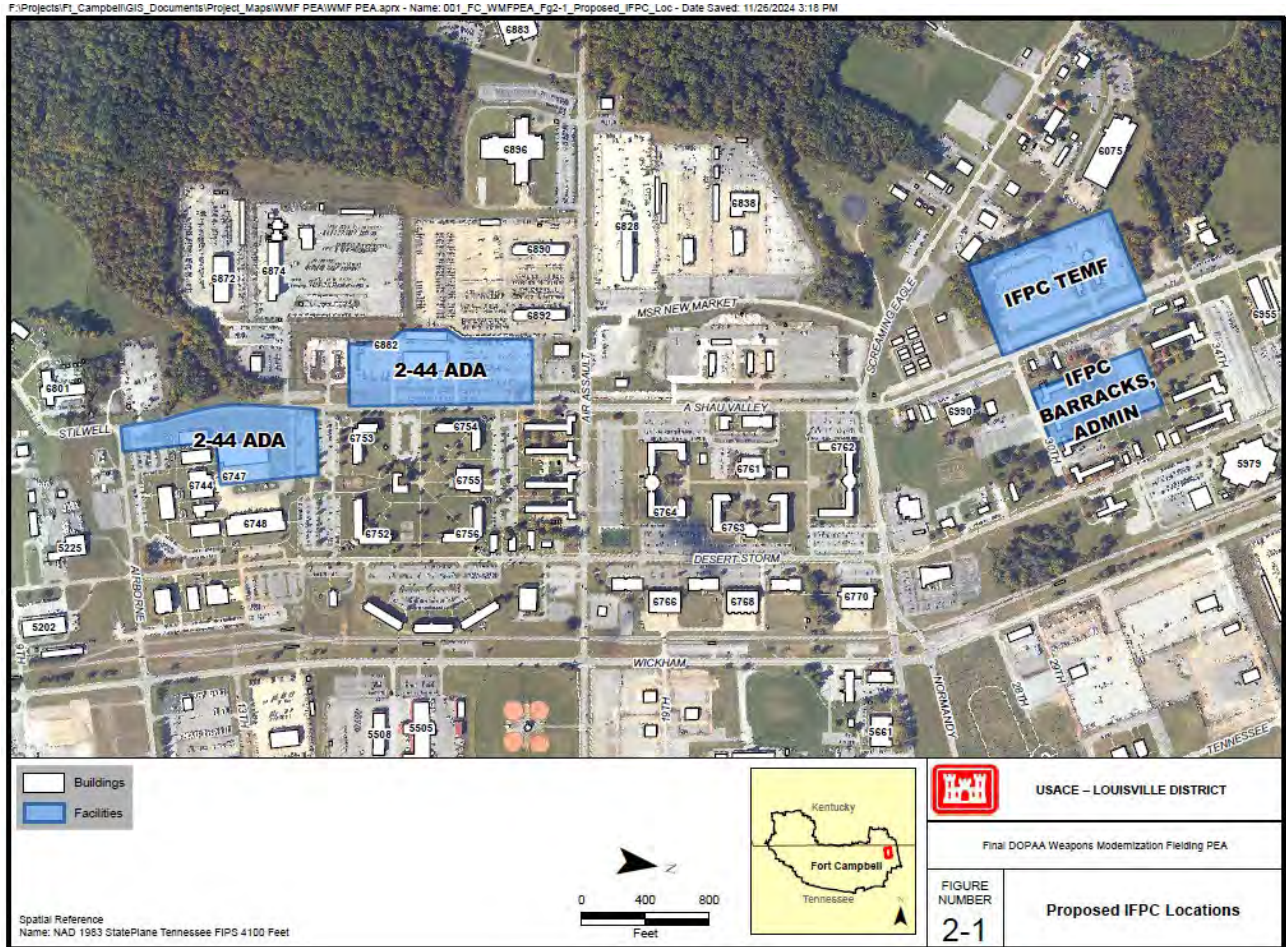 F:\Projects\Ft_Campbell\GIS_Documents\Project_Maps\WMF PEA\WMF PEA.aprx - Name: 001_FC_WMFPEA_Fg2-1_Proposed_IFPC_Loc - Date Saved: 11/26/2024 3:18 PM
6883
6896
6075
6838
6828
6872
6874
6890
6892
IFPC TEMF
MSR NEW MARKET
SCREAMING EAGLE
6955
34TH
6882
2-44 ADA
AIR ASSAULT
IFPC
BARRACKS,
ADMIN
30TH
6801
STILWELL
2-44 ADA
A SHAU VALLEY
6990
6753
6754
6762
6761
6747
6744
6755
5979
6764
6763
6748
6752
6756
5225
DESERT STORM
AIRBORNE
6766
6768
6770
5202
9TH
WICKHAM
13TH
NORMANDY
28TH
29TH
5508
5505
5661
TENNESSEE
Buildings
Facilities
Spatial Reference
Name: NAD 1983 StatePlane Tennessee FIPS 4100 Feet
N
0 400 800
Feet
Kentucky
Fort Campbell
Tennessee
N
USACE – LOUISVILLE DISTRICT
Final DOPAA Weapons Modernization Fielding PEA
FIGURE
NUMBER
2-1
Proposed IFPC Locations